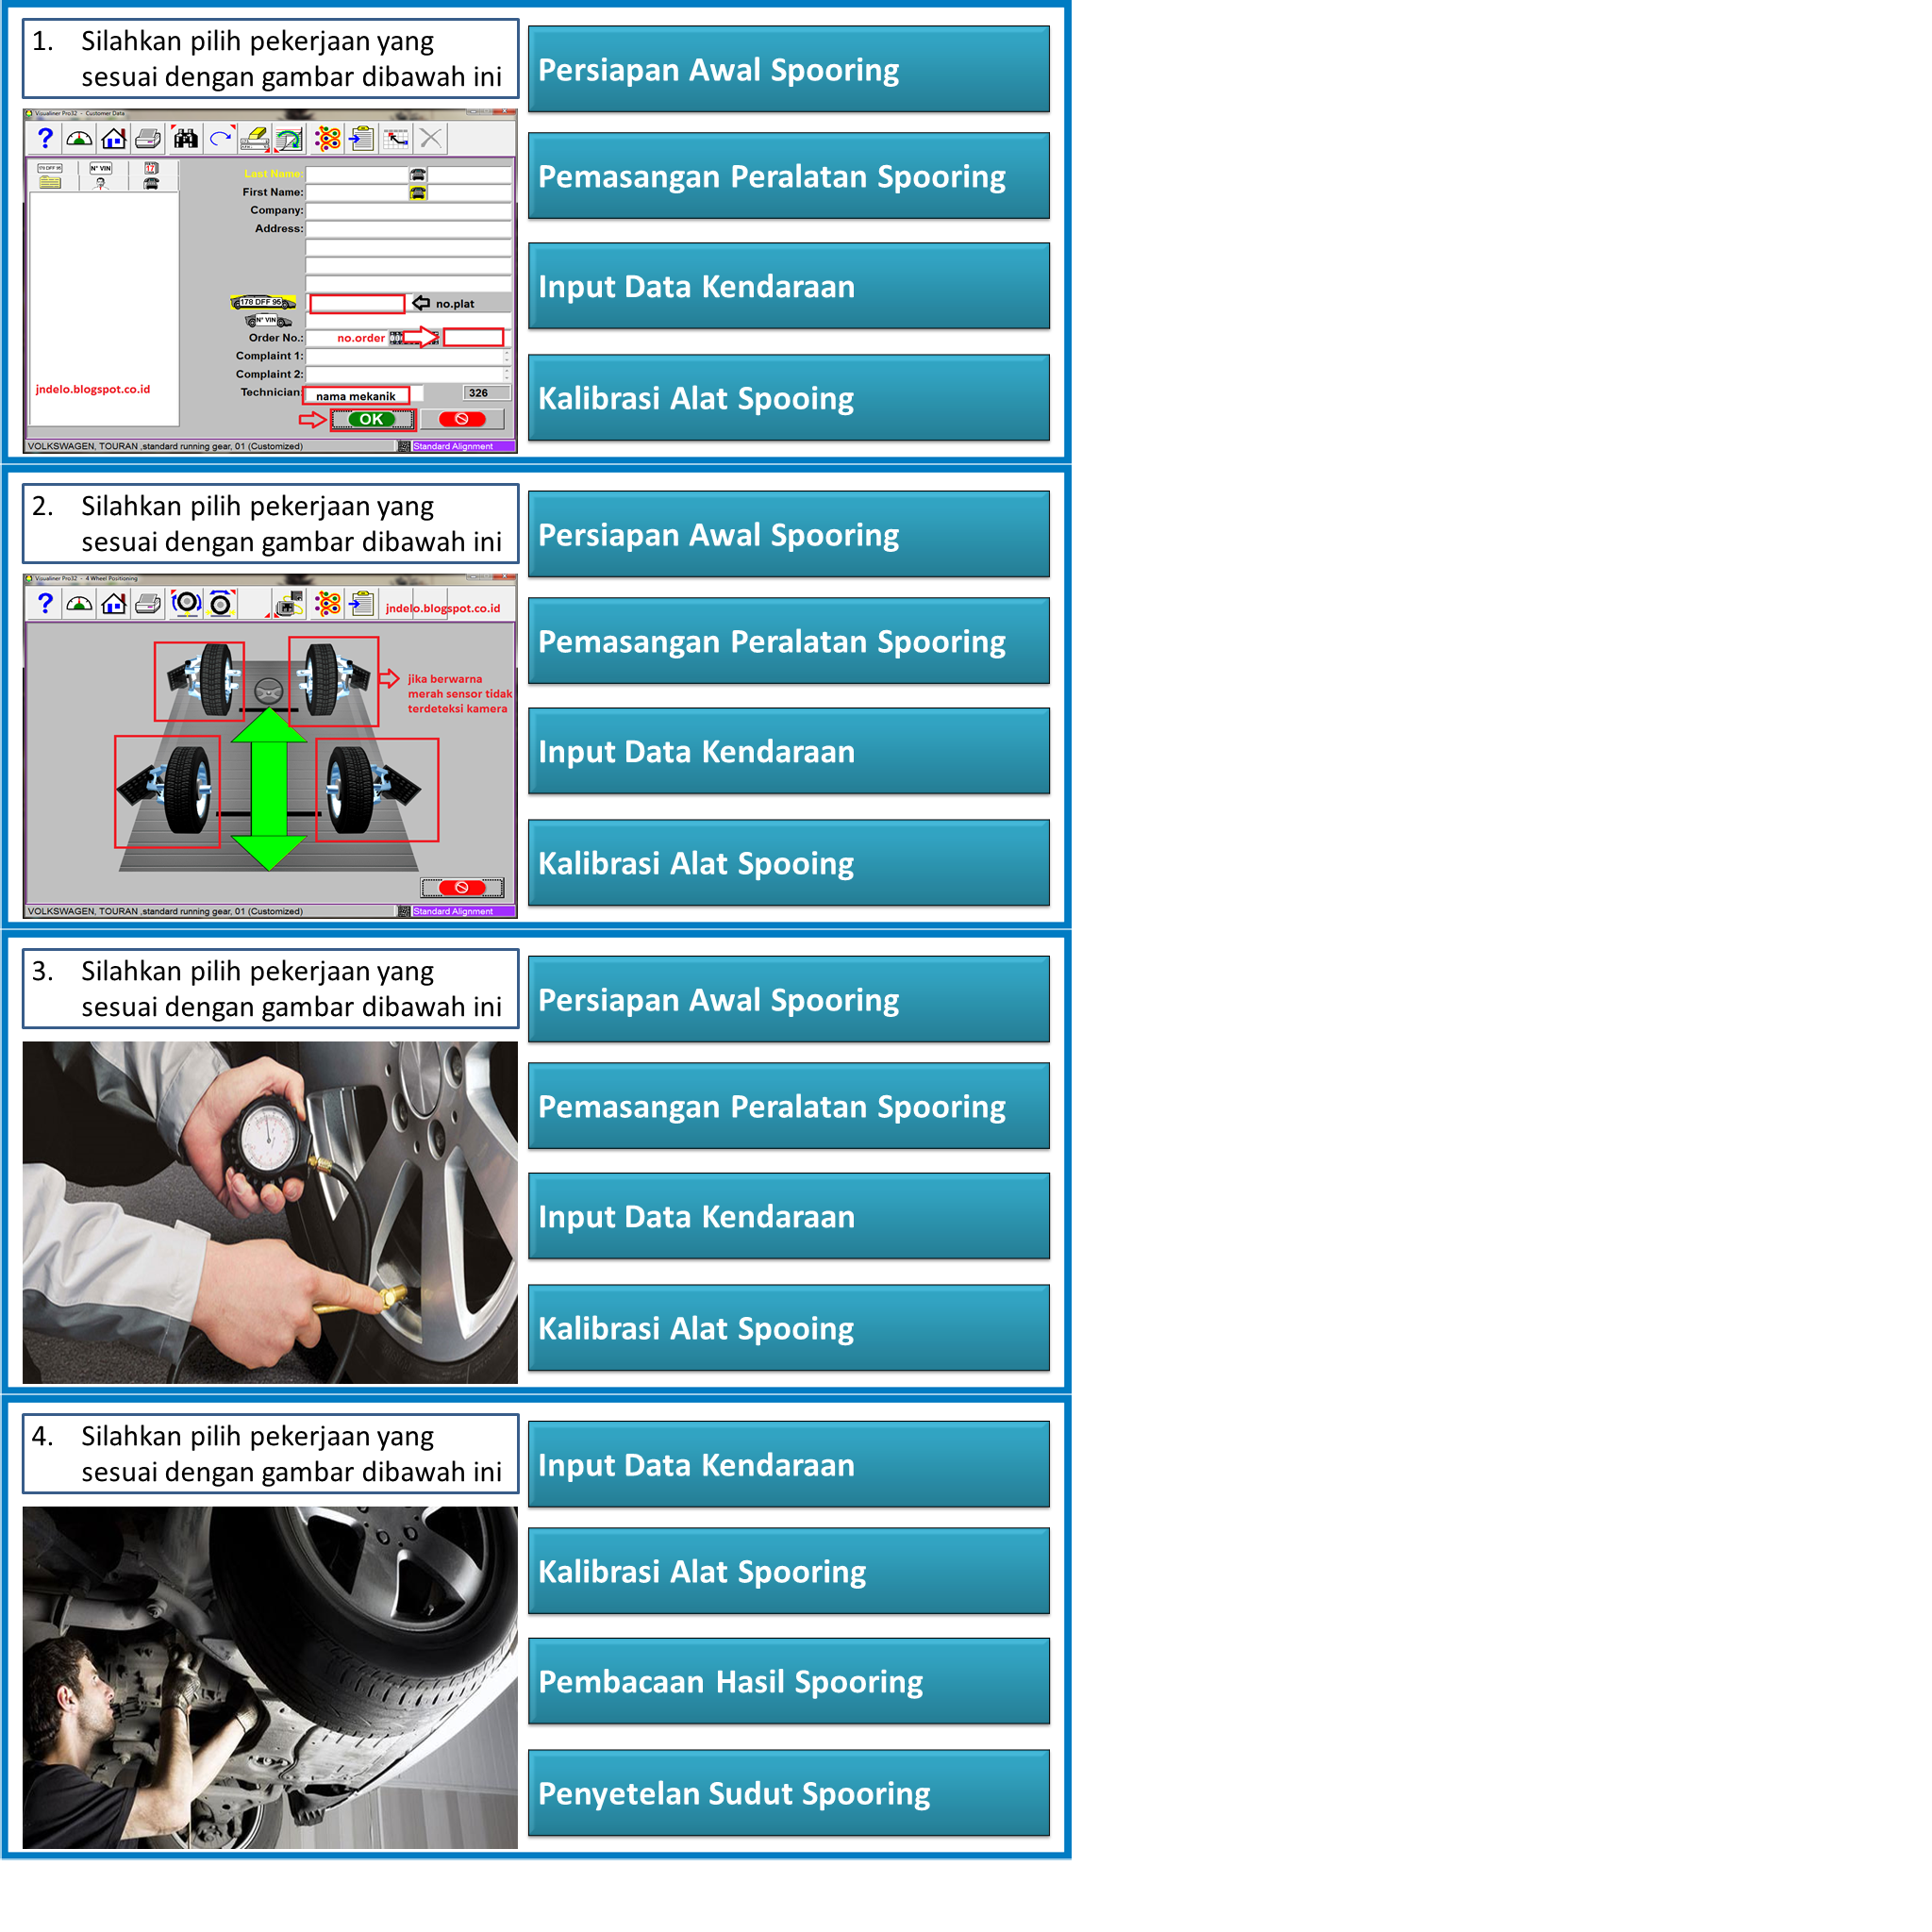 1. Silahkan pilih pekerjaan yang
sesuai dengan gambar dibawah ini
Visualiner Pro32 - Customer Data
N° VIN
17
Last Name:
First Name:
Company:
Address:
178 DFF 95
no.plat
N° VIN
Order No.:
no.order
Complaint 1:
Complaint 2:
Technician:
nama mekanik
326
OK
jndelo.blogspot.co.id
VOLKSWAGEN, TOURAN ,standard running gear, 01 (Customized)
Standard Alignment
Persiapan Awal Spooring
Pemasangan Peralatan Spooring
Input Data Kendaraan
Kalibrasi Alat Spooing
2. Silahkan pilih pekerjaan yang
sesuai dengan gambar dibawah ini
Visualiner Pro32 - 4 Wheel Positioning
jndelo.blogspot.co.id
jika berwarna
merah sensor tidak
terdeteksi kamera
VOLKSWAGEN, TOURAN ,standard running gear, 01 (Customized)
Standard Alignment
Persiapan Awal Spooring
Pemasangan Peralatan Spooring
Input Data Kendaraan
Kalibrasi Alat Spooing
3. Silahkan pilih pekerjaan yang
sesuai dengan gambar dibawah ini
Persiapan Awal Spooring
Pemasangan Peralatan Spooring
Input Data Kendaraan
Kalibrasi Alat Spooing
4. Silahkan pilih pekerjaan yang
sesuai dengan gambar dibawah ini
Input Data Kendaraan
Kalibrasi Alat Spooring
Pembacaan Hasil Spooring
Penyetelan Sudut Spooring